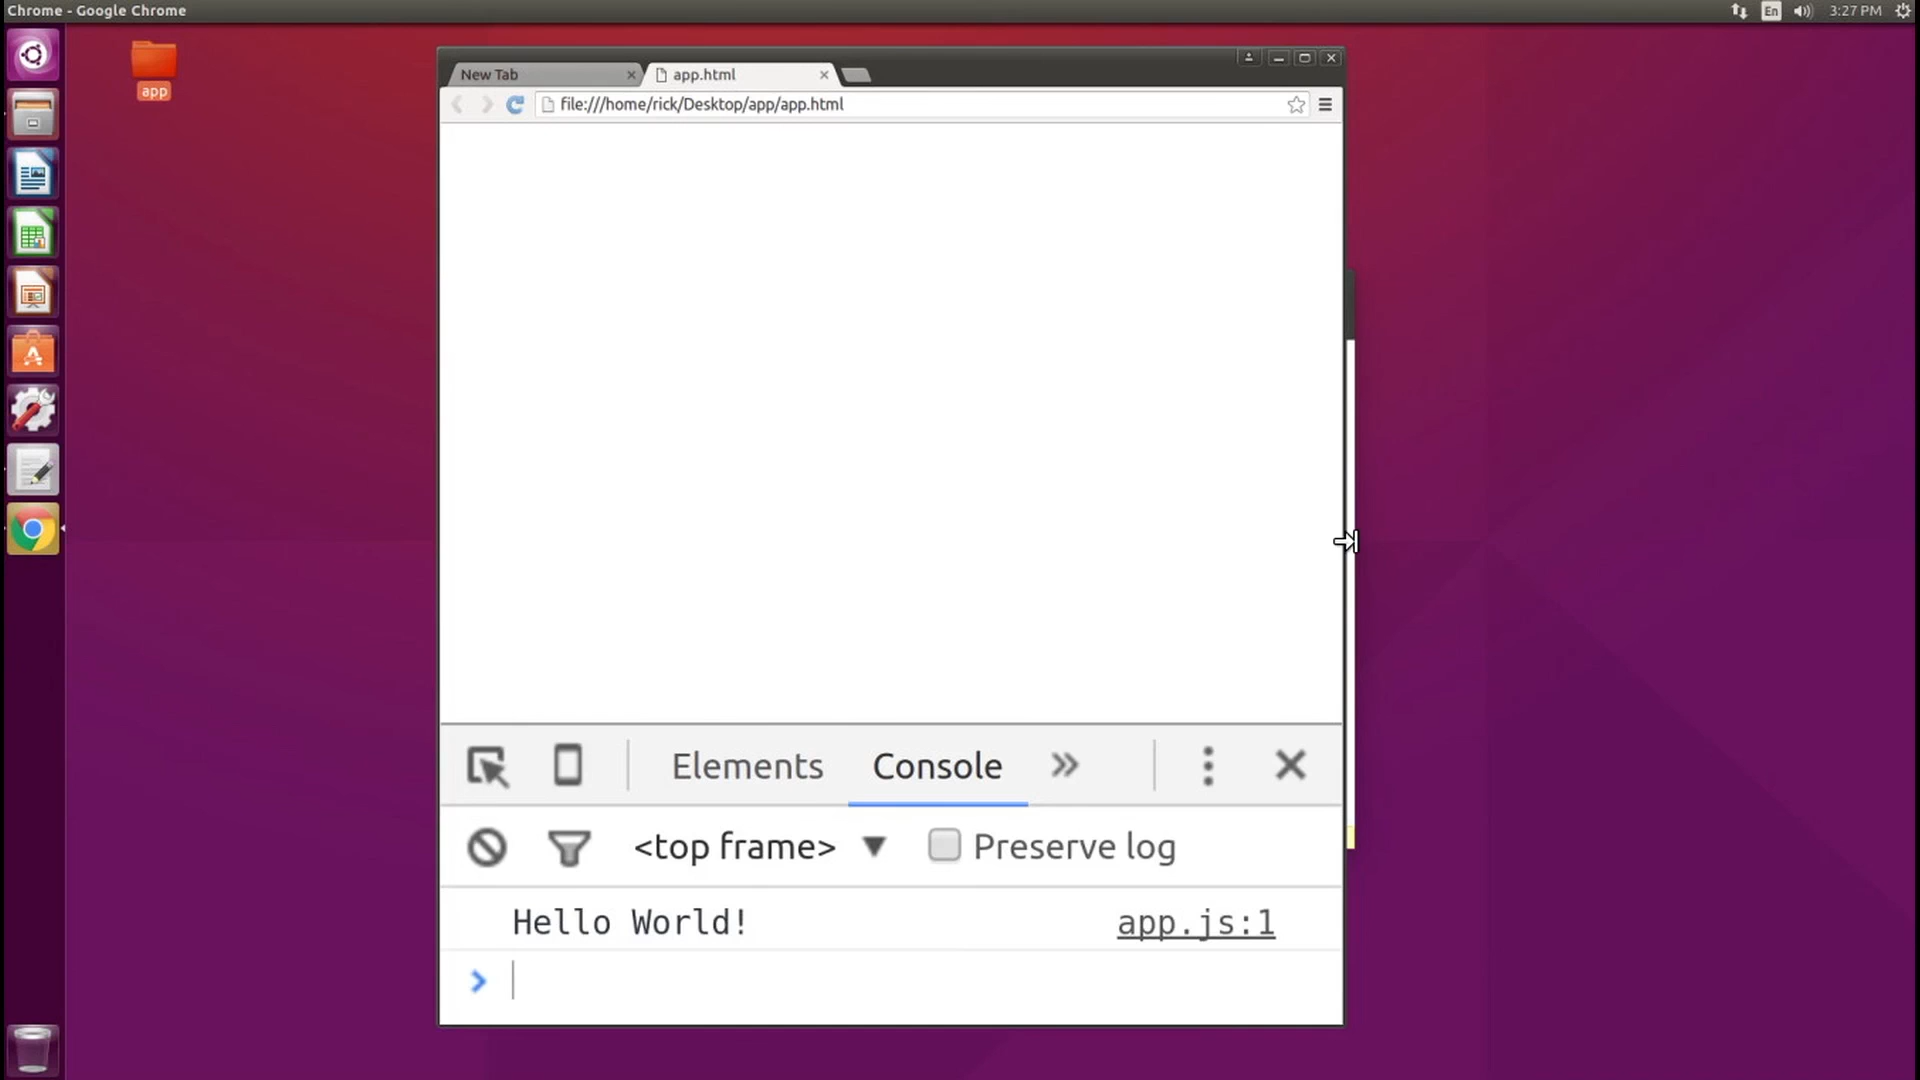 Chrome - Google Chrome
En
3:27 PM
app
New Tab
app.html
file:///home/rick/Desktop/app/app.html
Elements
Console
<top frame>
Preserve log
Hello World!
app.js:1